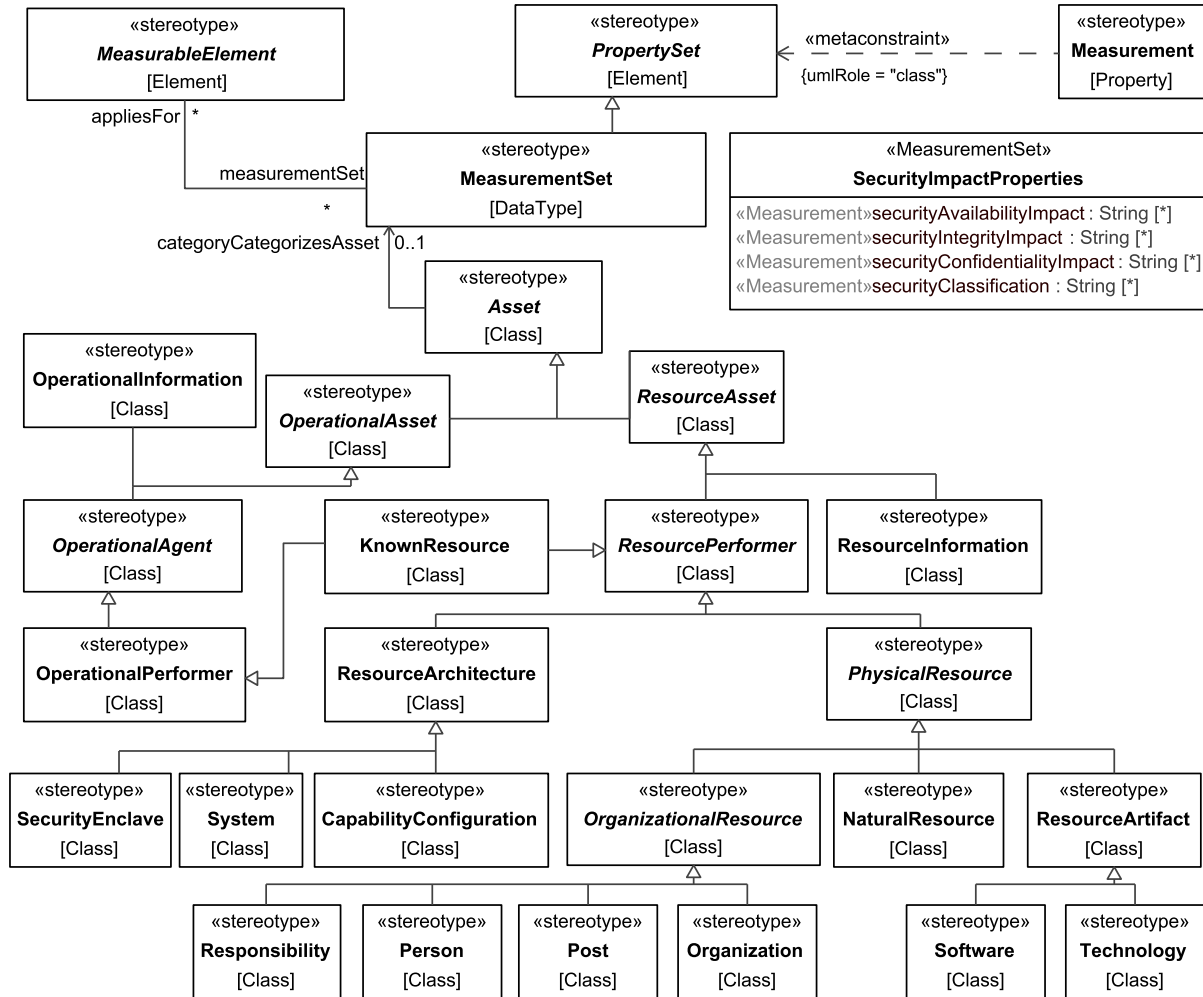 «stereotype»
MeasurableElement
[Element]
«stereotype»
PropertySet
[Element]
«metaconstraint»
{umlRole = "class"}
«stereotype»
Measurement
[Property]
appliesFor
*
measurementSet
*
«stereotype»
MeasurementSet
[DataType]
«MeasurementSet»
SecurityImpactProperties
«Measurement»securityAvailabilityImpact : String [*]
«Measurement»securityIntegrityImpact : String [*]
«Measurement»securityConfidentialityImpact : String [*]
«Measurement»securityClassification : String [*]
categoryCategorizesAsset
0..1
«stereotype»
Asset
[Class]
«stereotype»
OperationalInformation
[Class]
«stereotype»
OperationalAsset
[Class]
«stereotype»
ResourceAsset
[Class]
«stereotype»
OperationalAgent
[Class]
«stereotype»
KnownResource
[Class]
«stereotype»
ResourcePerformer
[Class]
«stereotype»
ResourceInformation
[Class]
«stereotype»
OperationalPerformer
[Class]
«stereotype»
ResourceArchitecture
[Class]
«stereotype»
PhysicalResource
[Class]
«stereotype»
SecurityEnclave
[Class]
«stereotype»
System
[Class]
«stereotype»
CapabilityConfiguration
[Class]
«stereotype»
OrganizationalResource
[Class]
«stereotype»
NaturalResource
[Class]
«stereotype»
ResourceArtifact
[Class]
«stereotype»
Responsibility
[Class]
«stereotype»
Person
[Class]
«stereotype»
Post
[Class]
«stereotype»
Organization
[Class]
«stereotype»
Software
[Class]
«stereotype»
Technology
[Class]